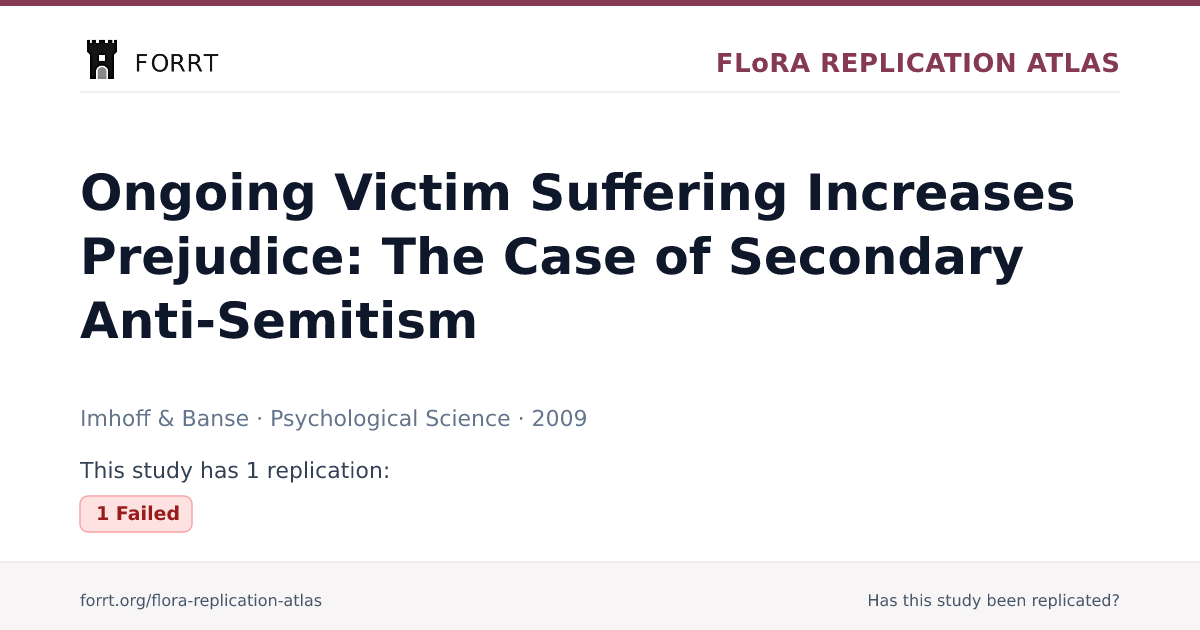 FORRT
FLoRA REPLICATION ATLAS
Ongoing Victim Suffering Increases
Prejudice: The Case of Secondary
Anti-Semitism
Imhoff & Banse · Psychological Science · 2009
This study has 1 replication:
1 Failed
forrt.org/flora-replication-atlas
Has this study been replicated?